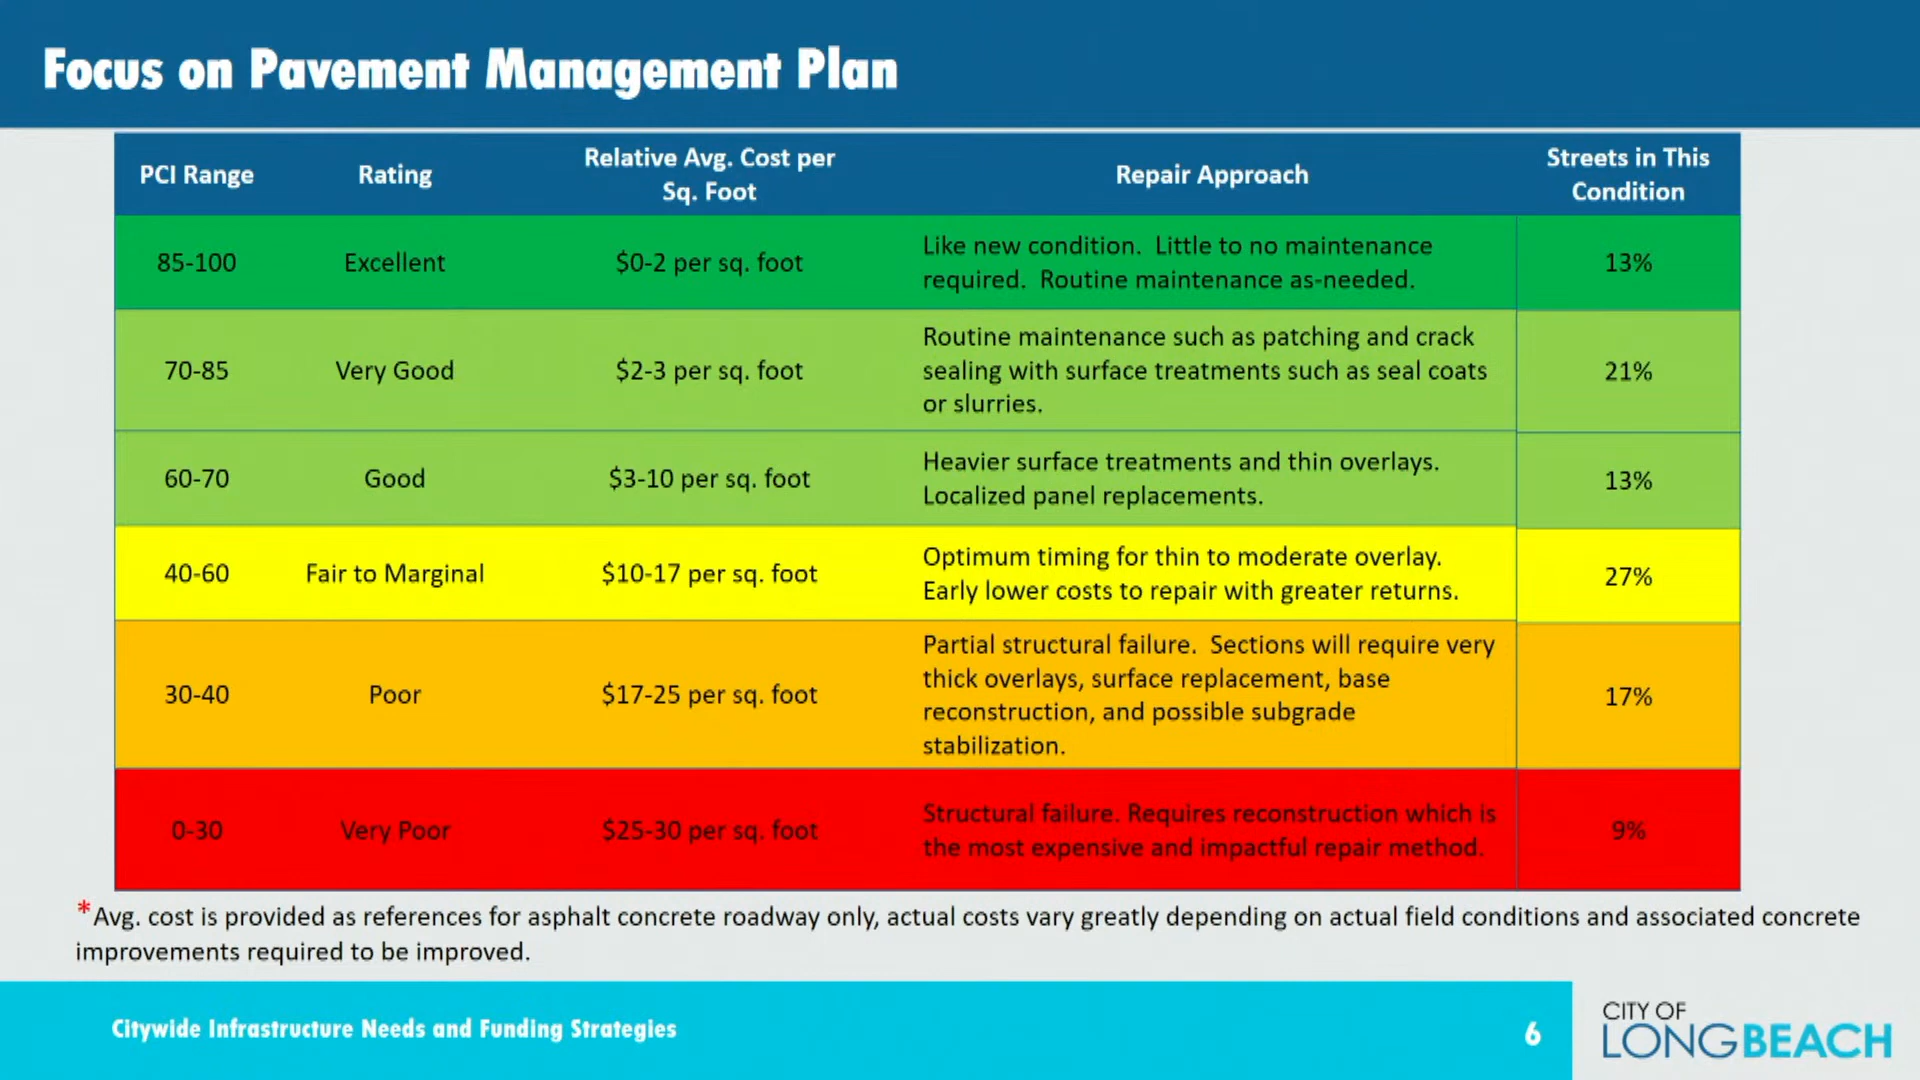 Focus on Pavement Management Plan
PCI Range
Rating
Relative Avg. Cost per
Sq. Foot
Repair Approach
Streets in This
Condition
85-100
Excellent
$0-2 per sq. foot
Like new condition.  Little to no maintenance
required.  Routine maintenance as-needed.
13%
70-85
Very Good
$2-3 per sq. foot
Routine maintenance such as patching and crack
sealing with surface treatments such as seal coats
or slurries.
21%
60-70
Good
$3-10 per sq. foot
Heavier surface treatments and thin overlays.
Localized panel replacements.
13%
40-60
Fair to Marginal
$10-17 per sq. foot
Optimum timing for thin to moderate overlay.
Early lower costs to repair with greater returns.
27%
30-40
Poor
$17-25 per sq. foot
Partial structural failure.  Sections will require very
thick overlays, surface replacement, base
reconstruction, and possible subgrade
stabilization.
17%
0-30
Very Poor
$25-30 per sq. foot
Structural failure. Requires reconstruction which is
the most expensive and impactful repair method.
9%
*Avg. cost is provided as references for asphalt concrete roadway only, actual costs vary greatly depending on actual field conditions and associated concrete
improvements required to be improved.
Citywide Infrastructure Needs and Funding Strategies
6
CITY OF
LONGBEACH